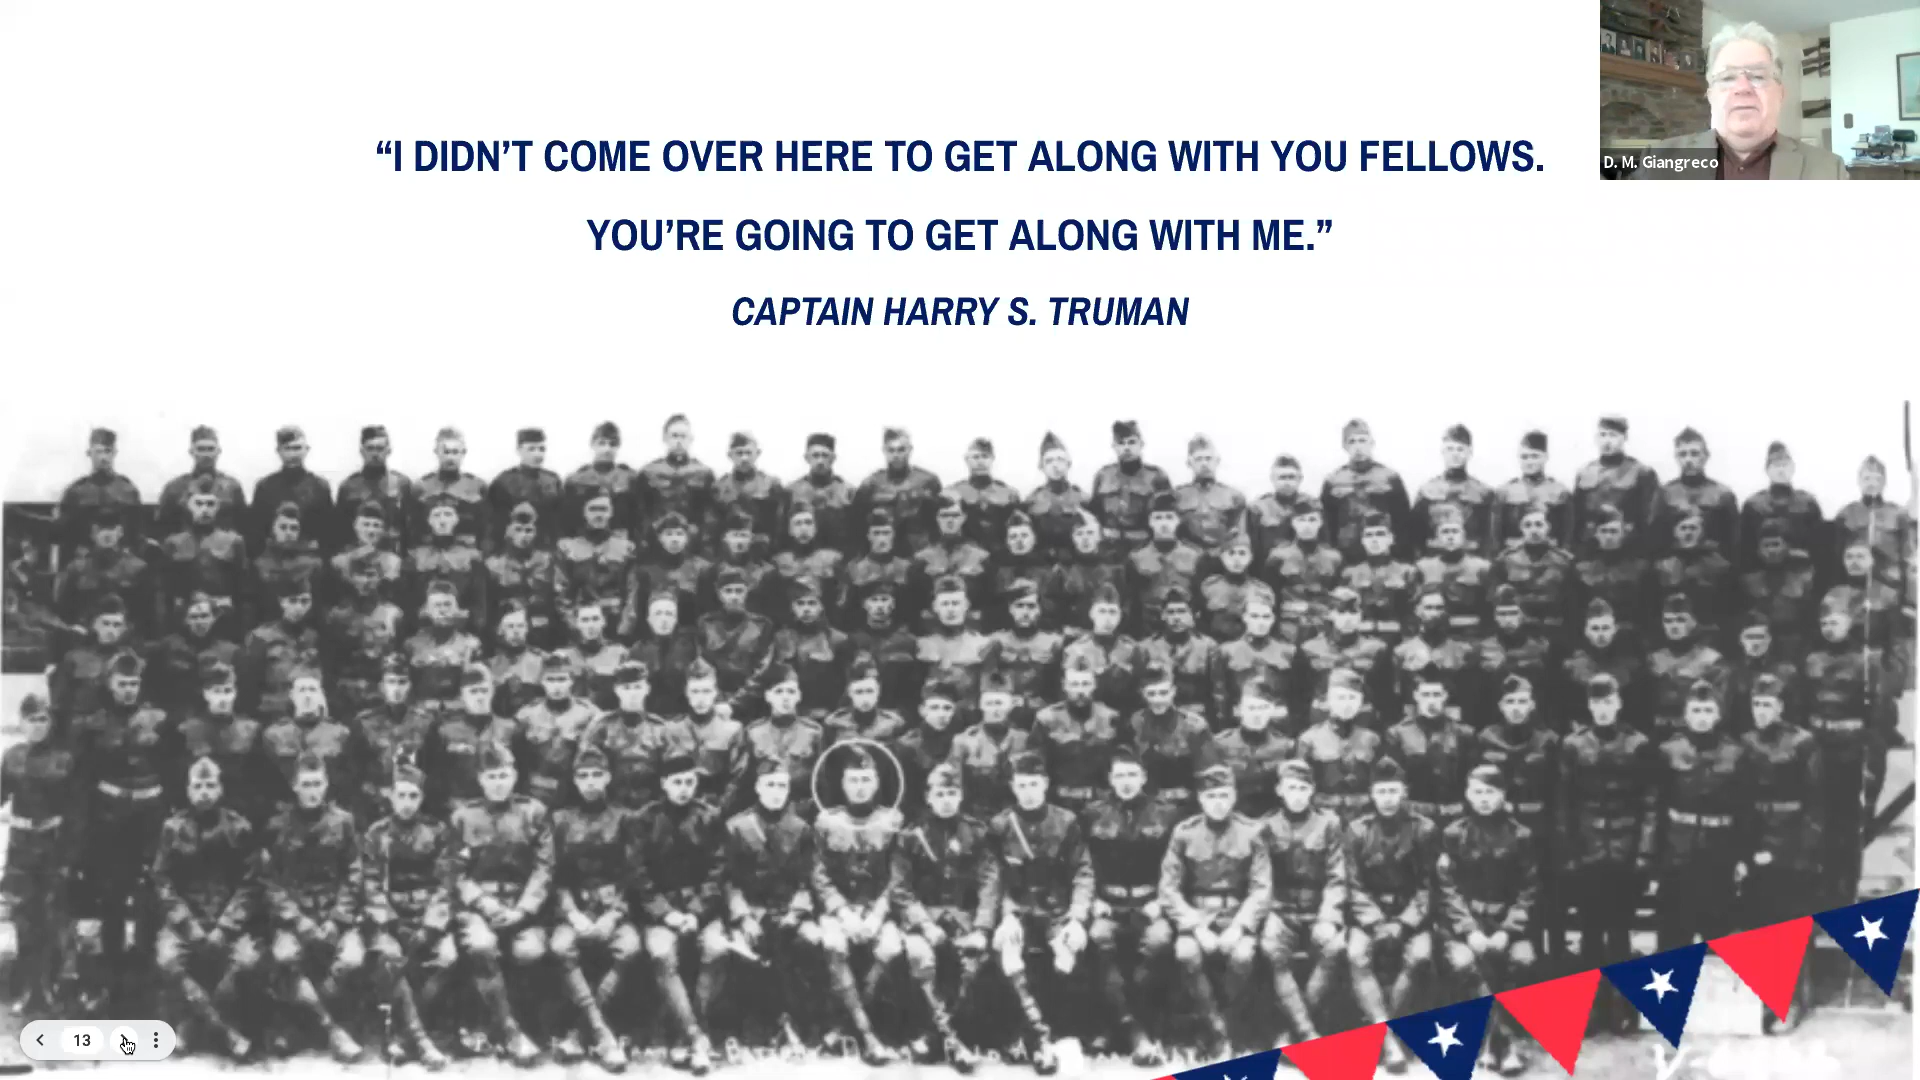 “I DIDN’T COME OVER HERE TO GET ALONG WITH YOU FELLOWS.
YOU’RE GOING TO GET ALONG WITH ME.”
CAPTAIN HARRY S. TRUMAN
D. M. Giangreco
13